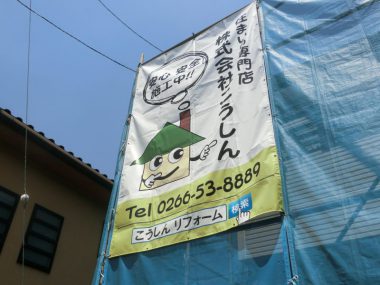 住まい専門店
株式会社こうしん
安心 安全
施工中!!
Tel 0266-53-8889
こうしん リフォーム 検索